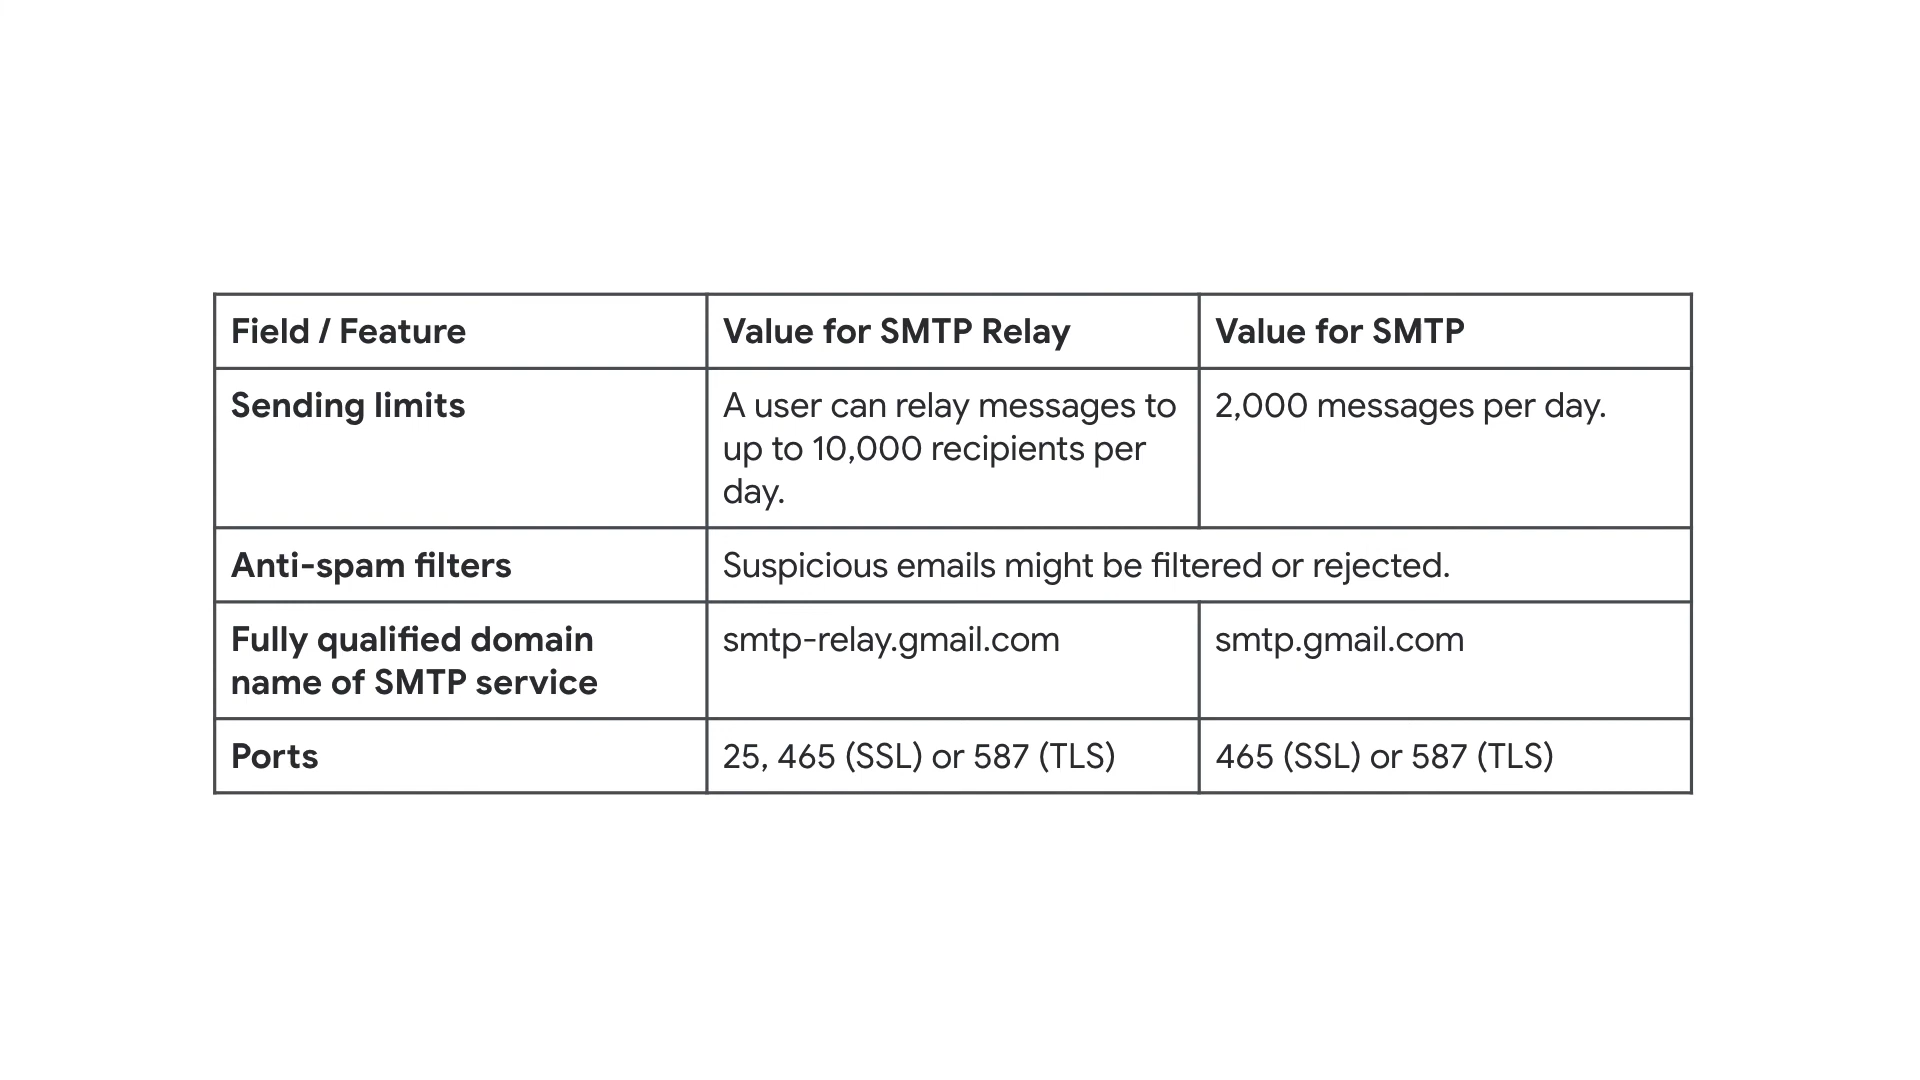 Field / Feature
Value for SMTP Relay
Value for SMTP
Sending limits
A user can relay messages to
up to 10,000 recipients per
day.
2,000 messages per day.
Anti-spam filters
Suspicious emails might be filtered or rejected.
Fully qualified domain
name of SMTP service
smtp-relay.gmail.com
smtp.gmail.com
Ports
25, 465 (SSL) or 587 (TLS)
465 (SSL) or 587 (TLS)